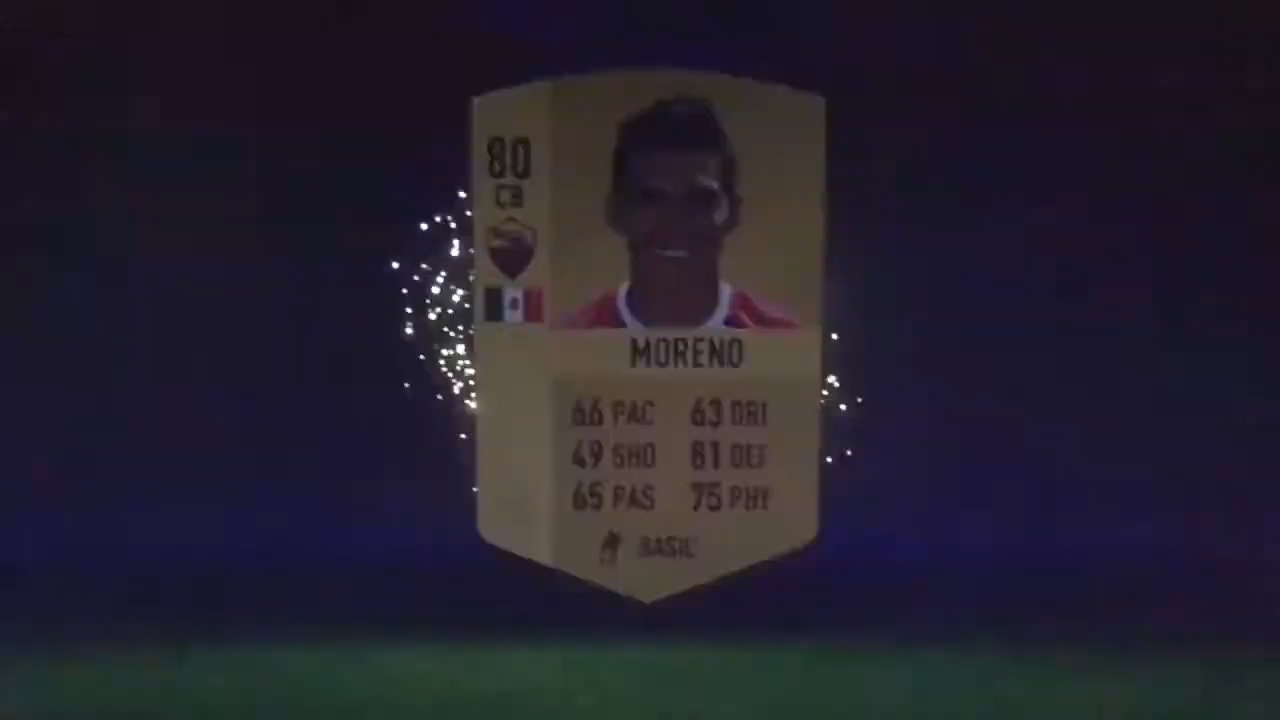 80
CB
MORENO
66 PAC 63 DRI
49 SHO 81 DEF
65 PAS 75 PHY
BASIC